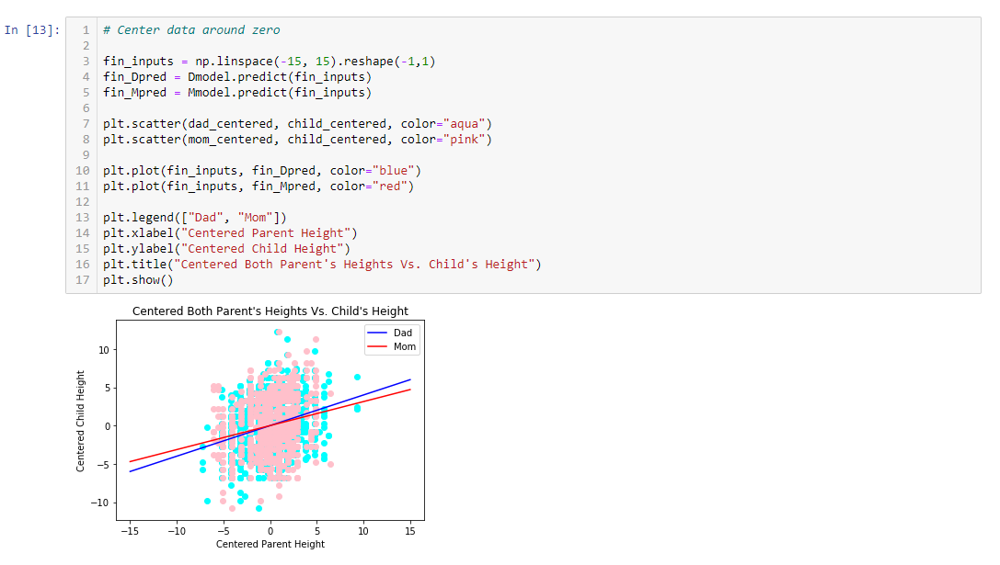 In [13]:
1 # Center data around zero
2
3 fin_inputs = np.linspace(-15, 15).reshape(-1,1)
4 fin_Dpred = Dmodel.predict(fin_inputs)
5 fin_Mpred = Mmodel.predict(fin_inputs)
6
7 plt.scatter(dad_centered, child_centered, color="aqua")
8 plt.scatter(mom_centered, child_centered, color="pink")
9
10 plt.plot(fin_inputs, fin_Dpred, color="blue")
11 plt.plot(fin_inputs, fin_Mpred, color="red")
12
13 plt.legend(["Dad", "Mom"])
14 plt.xlabel("Centered Parent Height")
15 plt.ylabel("Centered Child Height")
16 plt.title("Centered Both Parent's Heights Vs. Child's Height")
17 plt.show()
Centered Both Parent's Heights Vs. Child's Height
Dad
Mom
Centered Child Height
10
5
0
−5
−10
−15 −10 −5 0 5 10 15
Centered Parent Height